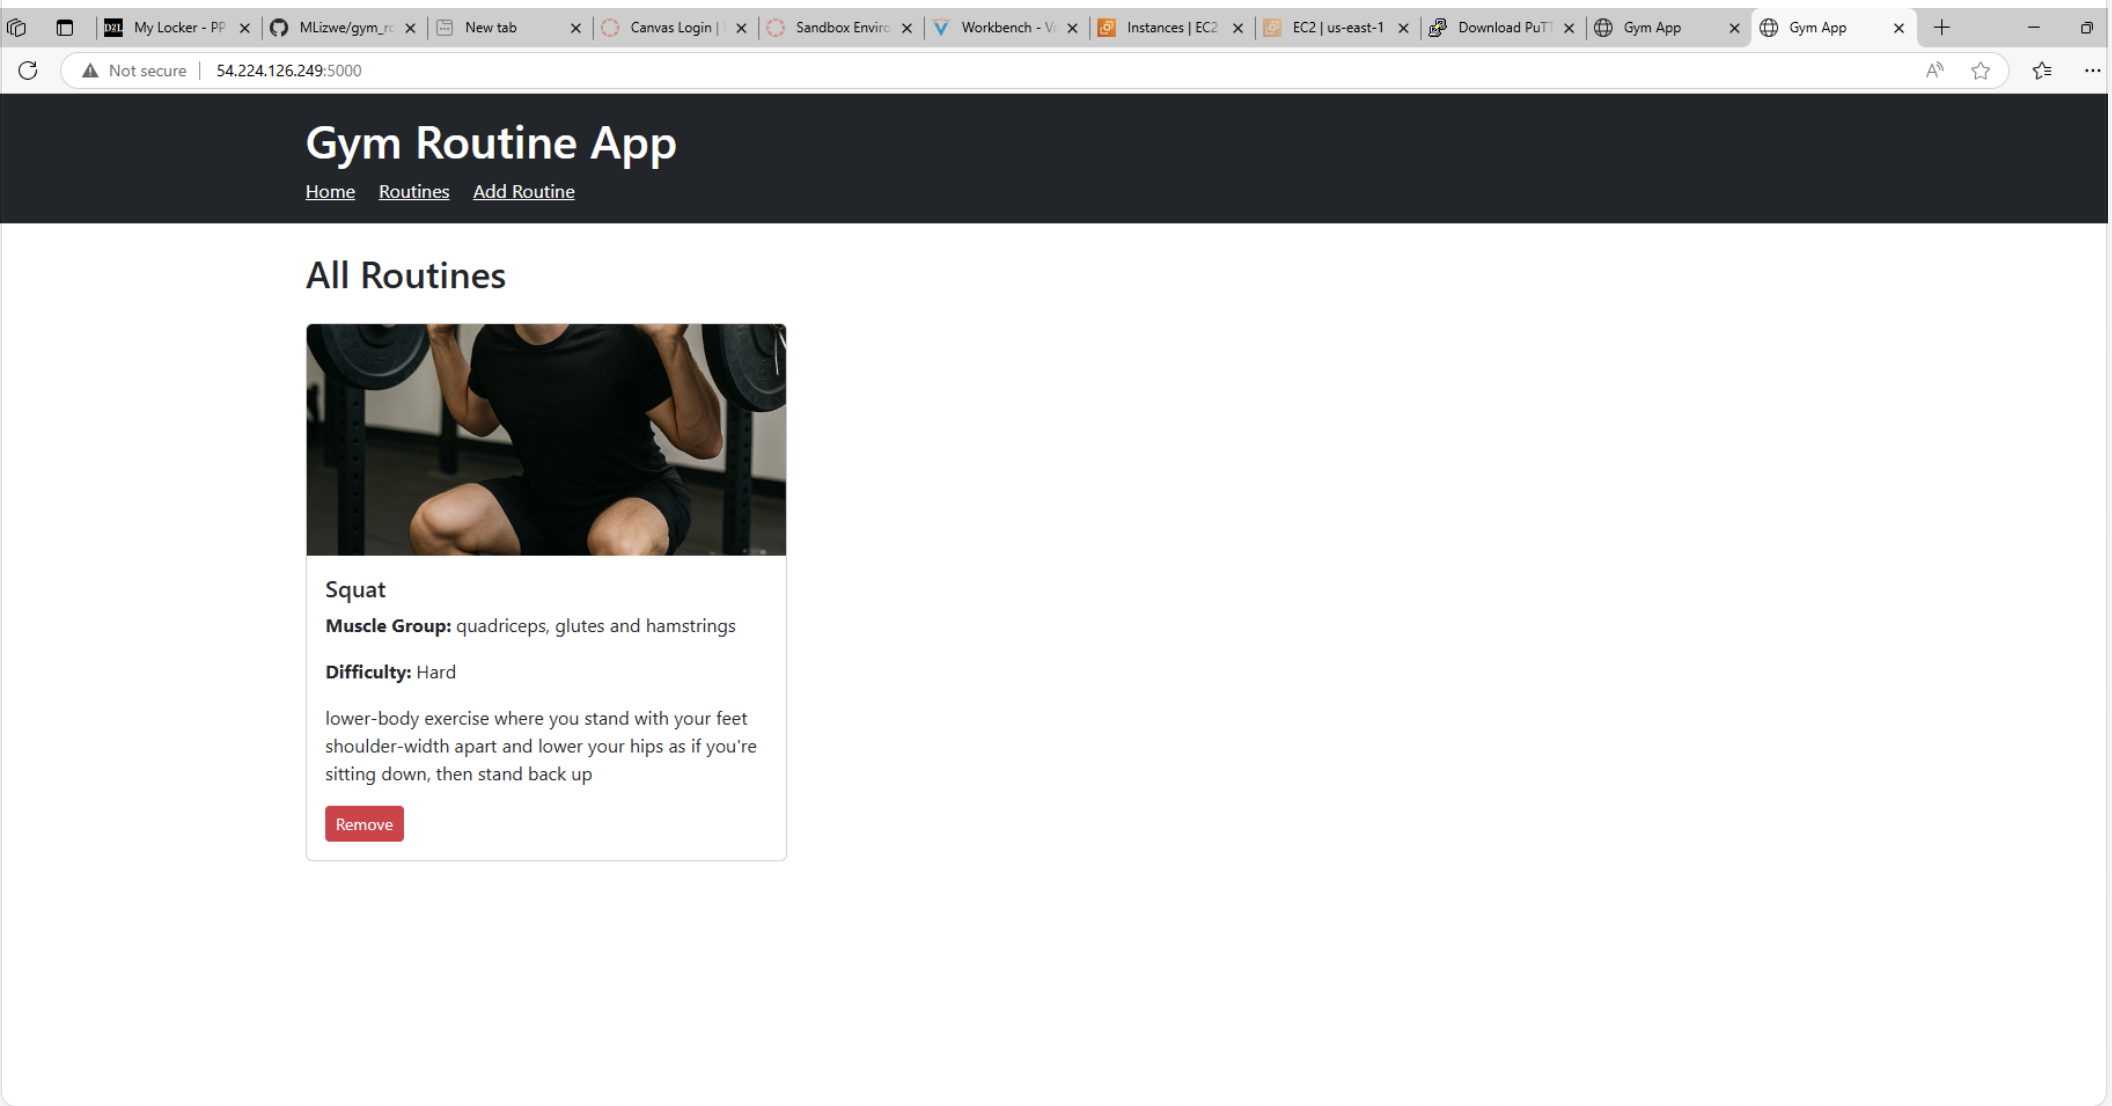 My Locker - PP
MLizwe/gym_ro
New tab
Canvas Login |
Sandbox Enviro
Workbench - Vo
Instances | EC2
EC2 | us-east-1
Download PuTT
Gym App
Gym App
Not secure
54.224.126.249:5000
Gym Routine App
Home Routines Add Routine
All Routines
Squat
Muscle Group: quadriceps, glutes and hamstrings
Difficulty: Hard
lower-body exercise where you stand with your feet
shoulder-width apart and lower your hips as if you're
sitting down, then stand back up
Remove